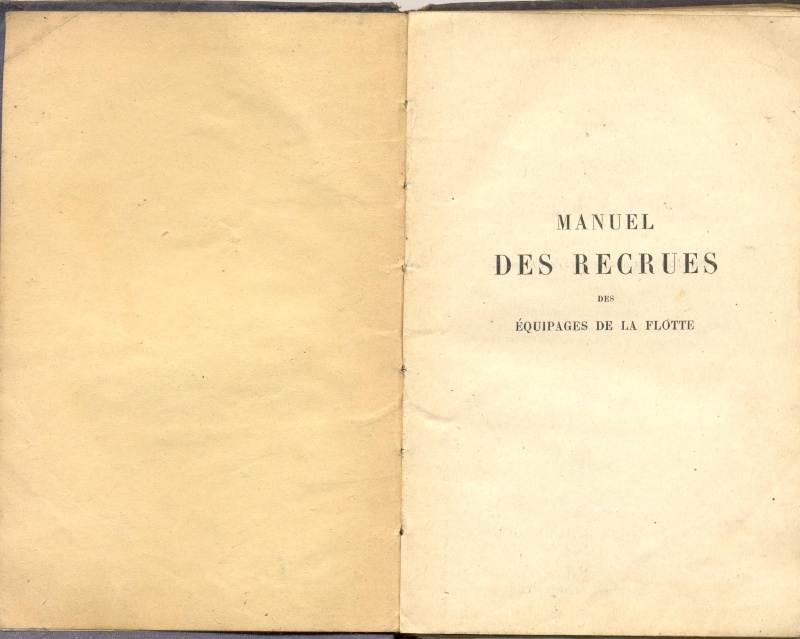 MANUEL
DES RECRUES
DES
ÉQUIPAGES DE LA FLOTTE